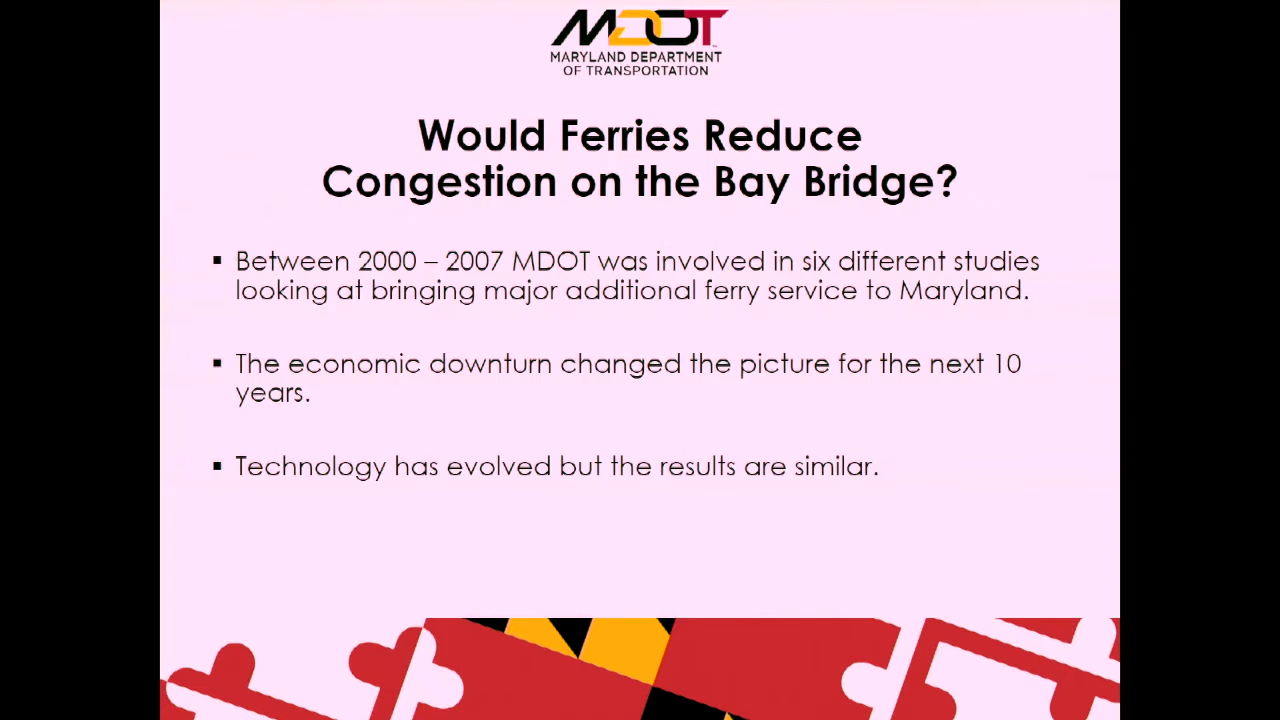 MDOT
MARYLAND DEPARTMENT
OF TRANSPORTATION
Would Ferries Reduce
Congestion on the Bay Bridge?
▪ Between 2000 – 2007 MDOT was involved in six different studies
looking at bringing major additional ferry service to Maryland.
▪ The economic downturn changed the picture for the next 10
years.
▪ Technology has evolved but the results are similar.